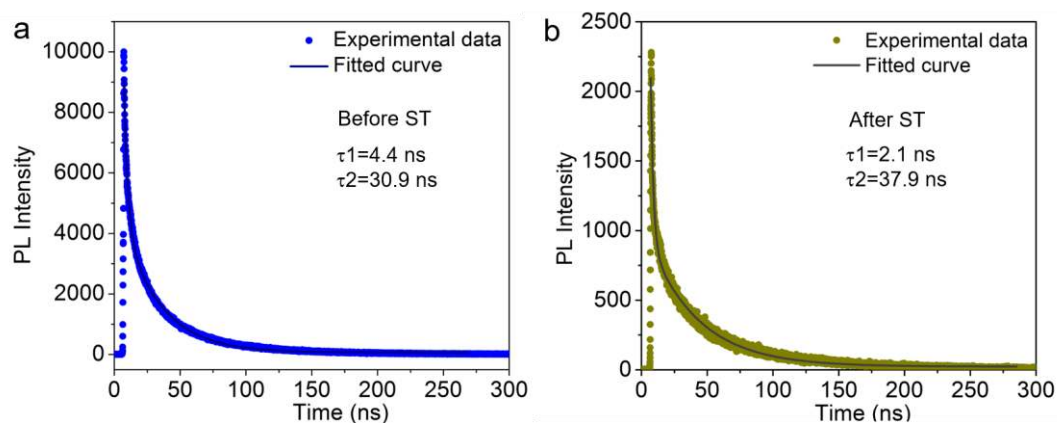 a
Experimental data
Fitted curve
Before ST
τ1=4.4 ns
τ2=30.9 ns
10000
8000
6000
4000
2000
0
PL Intensity
0 50 100 150 200 250 300
Time (ns)
b
Experimental data
Fitted curve
After ST
τ1=2.1 ns
τ2=37.9 ns
2500
2000
1500
1000
500
0
PL Intensity
0 50 100 150 200 250 300
Time (ns)